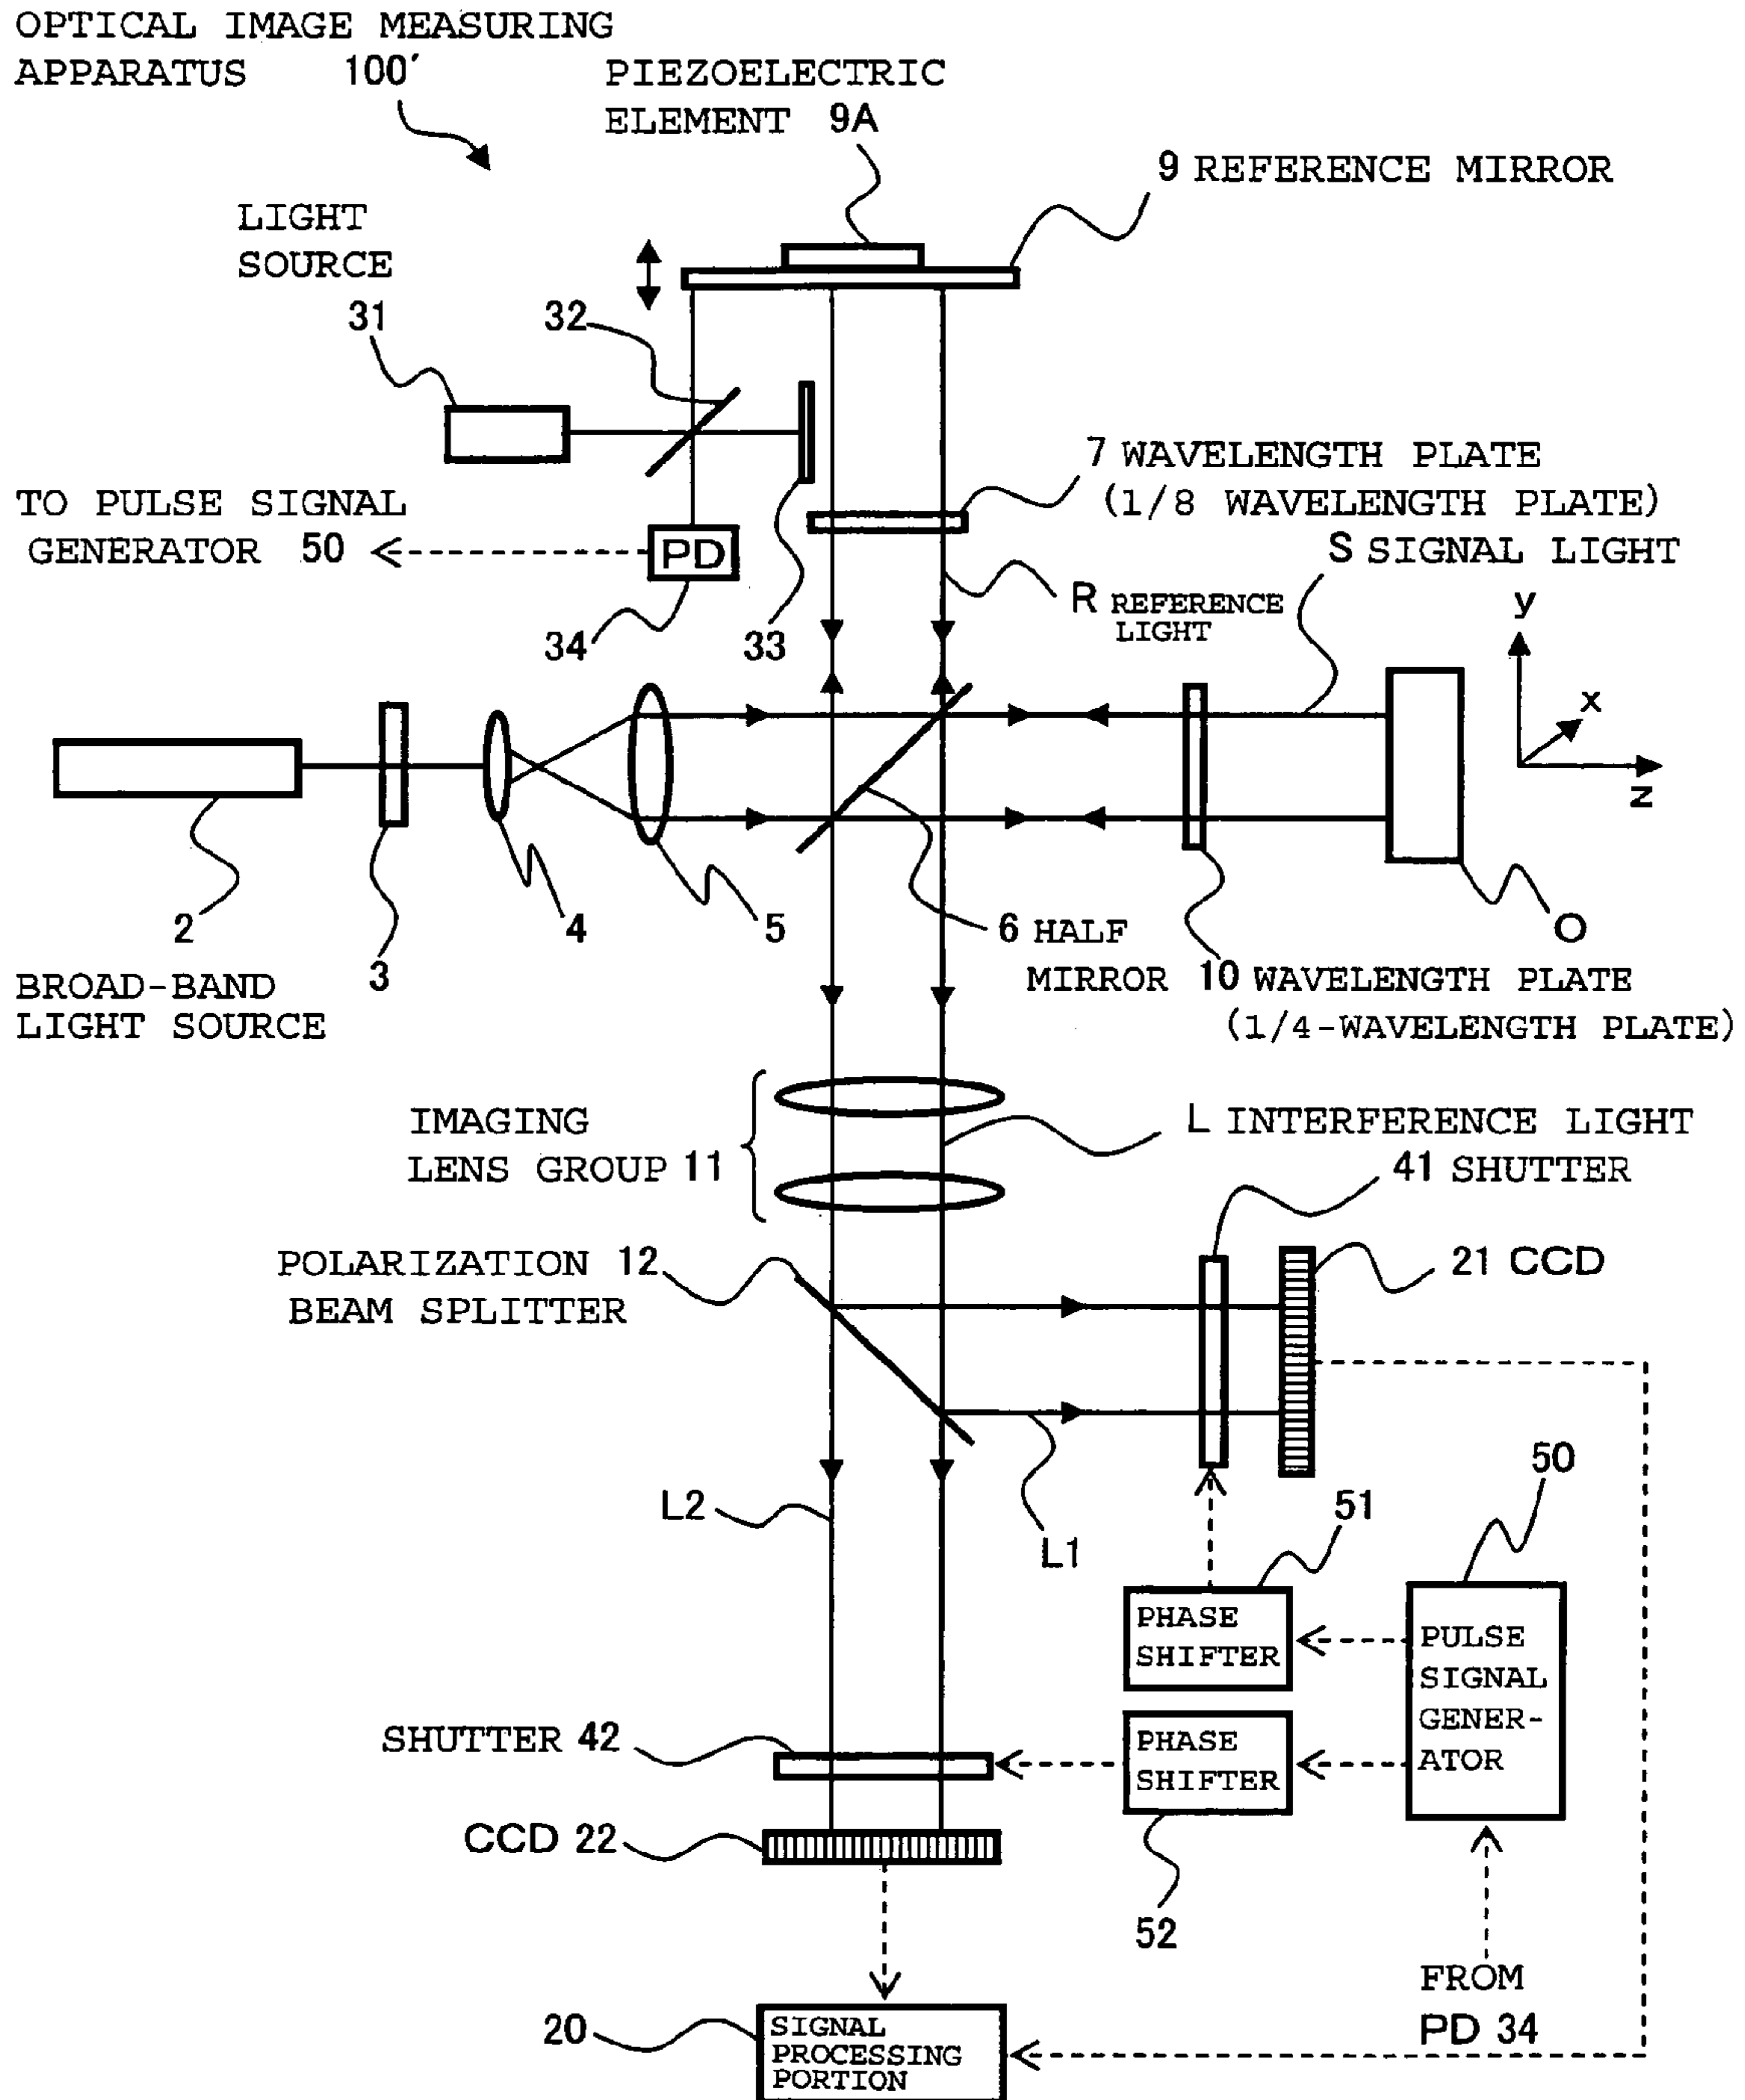 OPTICAL IMAGE MEASURING
APPARATUS 100′
PIEZOELECTRIC
ELEMENT 9A
9 REFERENCE MIRROR
LIGHT
SOURCE
31
32
7 WAVELENGTH PLATE
(1/8 WAVELENGTH PLATE)
TO PULSE SIGNAL
GENERATOR 50
PD
S SIGNAL LIGHT
R REFERENCE
LIGHT
34
33
y
x
z
2
3
4
5
6 HALF
MIRROR
O
BROAD-BAND
LIGHT SOURCE
10 WAVELENGTH PLATE
(1/4-WAVELENGTH PLATE)
IMAGING
LENS GROUP 11
L INTERFERENCE LIGHT
41 SHUTTER
POLARIZATION 12
BEAM SPLITTER
21 CCD
L2
L1
51
50
PHASE
SHIFTER
PULSE
SIGNAL
GENER-
ATOR
SHUTTER 42
PHASE
SHIFTER
CCD 22
52
FROM
PD 34
20
SIGNAL
PROCESSING
PORTION